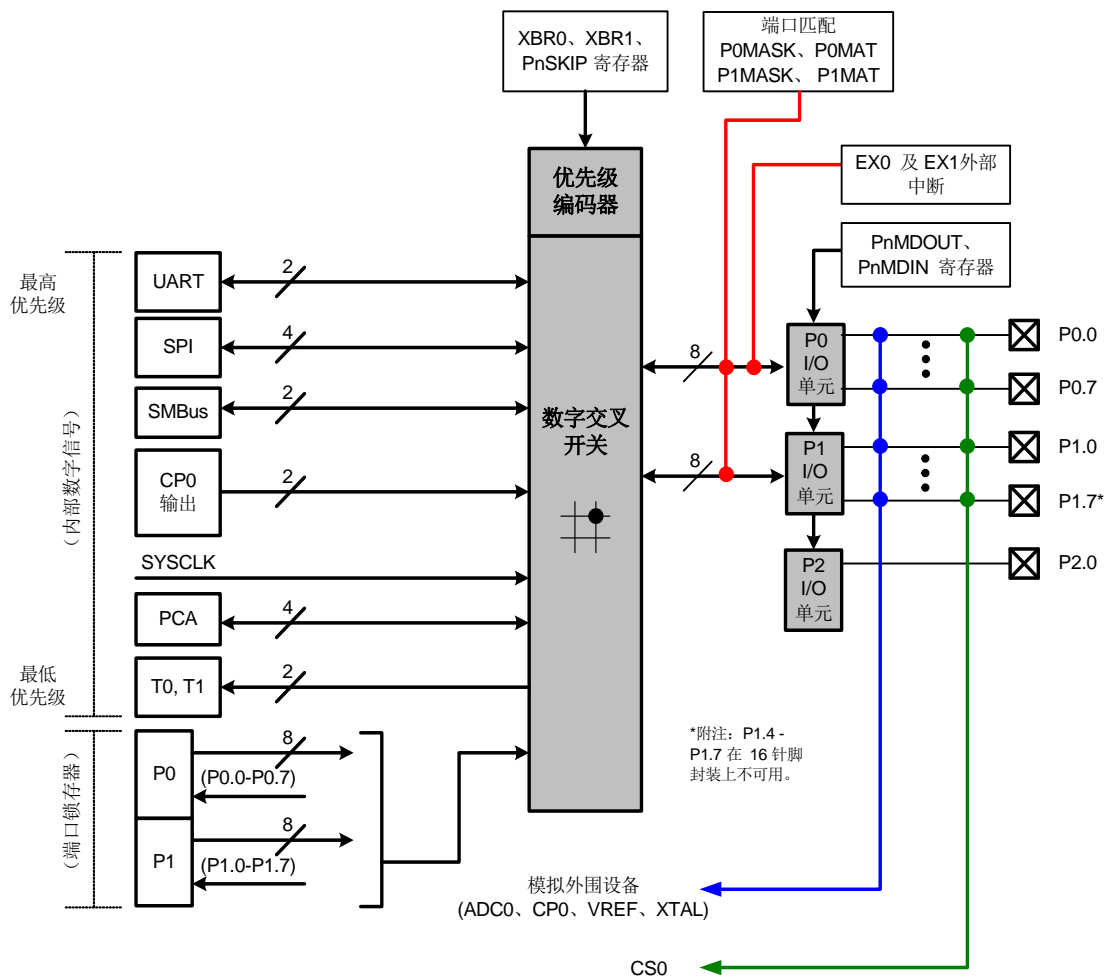 XBR0、XBR1、
PnSKIP 寄存器
端口匹配
P0MASK、P0MAT
P1MASK、 P1MAT
优先级
编码器
EX0 及 EX1外部
中断
PnMDOUT、
PnMDIN 寄存器
最高
优先级
UART
2
SPI
4
SMBus
2
CP0
输出
2
SYSCLK
PCA
4
最低
优先级
T0, T1
2
（内部数字信号）
数字交叉
开关
8
8
P0
I/O
单元
P1
I/O
单元
P2
I/O
单元
P0.0
P0.7
P1.0
P1.7*
P2.0
*附注：P1.4 -
P1.7 在 16 针脚
封装上不可用。
（端口锁存器）
P0
8
(P0.0-P0.7)
P1
8
(P1.0-P1.7)
模拟外围设备
(ADC0、CP0、VREF、XTAL)
CS0